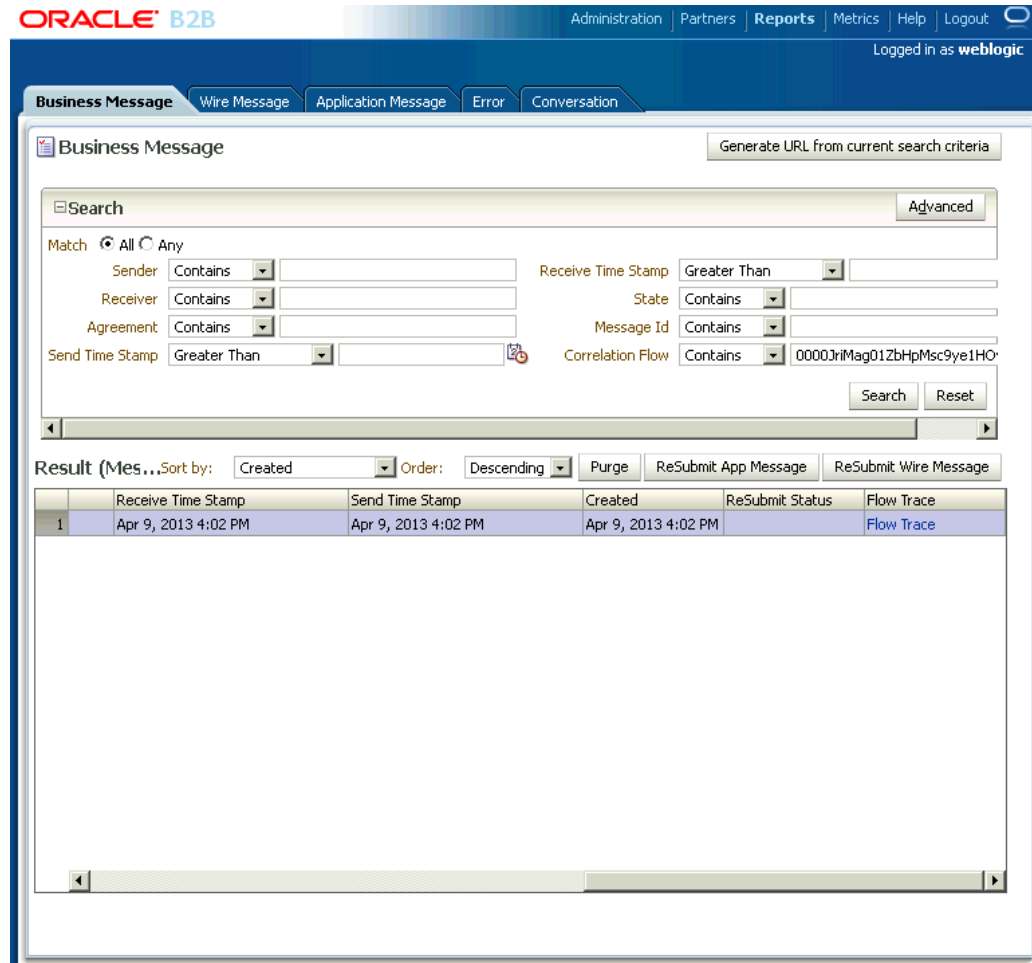 ORACLE B2B
Administration Partners Reports Metrics Help Logout
Logged in as weblogic
Business Message Wire Message Application Message Error Conversation
Business Message Generate URL from current search criteria
Search Advanced
Match All Any
Sender Contains Receive Time Stamp Greater Than
Receiver Contains State Contains
Agreement Contains Message Id Contains
Send Time Stamp Greater Than Correlation Flow Contains 0000JriMag01ZbHpMsc9ye1HO
Search Reset
Result (Mes... Sort by: Created Order: Descending Purge ReSubmit App Message ReSubmit Wire Message
Receive Time Stamp Send Time Stamp Created ReSubmit Status Flow Trace
1 Apr 9, 2013 4:02 PM Apr 9, 2013 4:02 PM Apr 9, 2013 4:02 PM Flow Trace